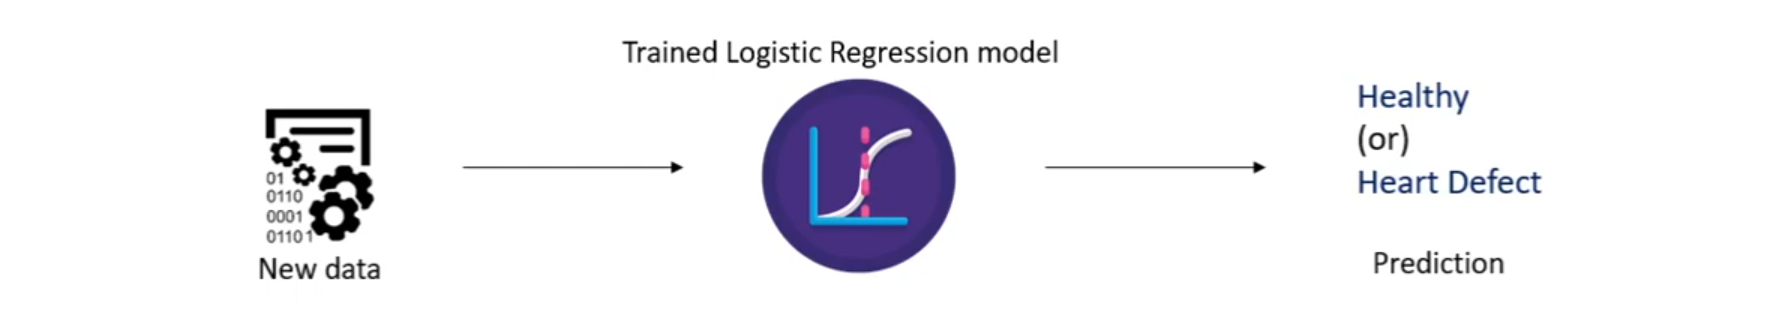 Trained Logistic Regression model
01
0110
0001
01101
New data
Healthy
(or)
Heart Defect
Prediction